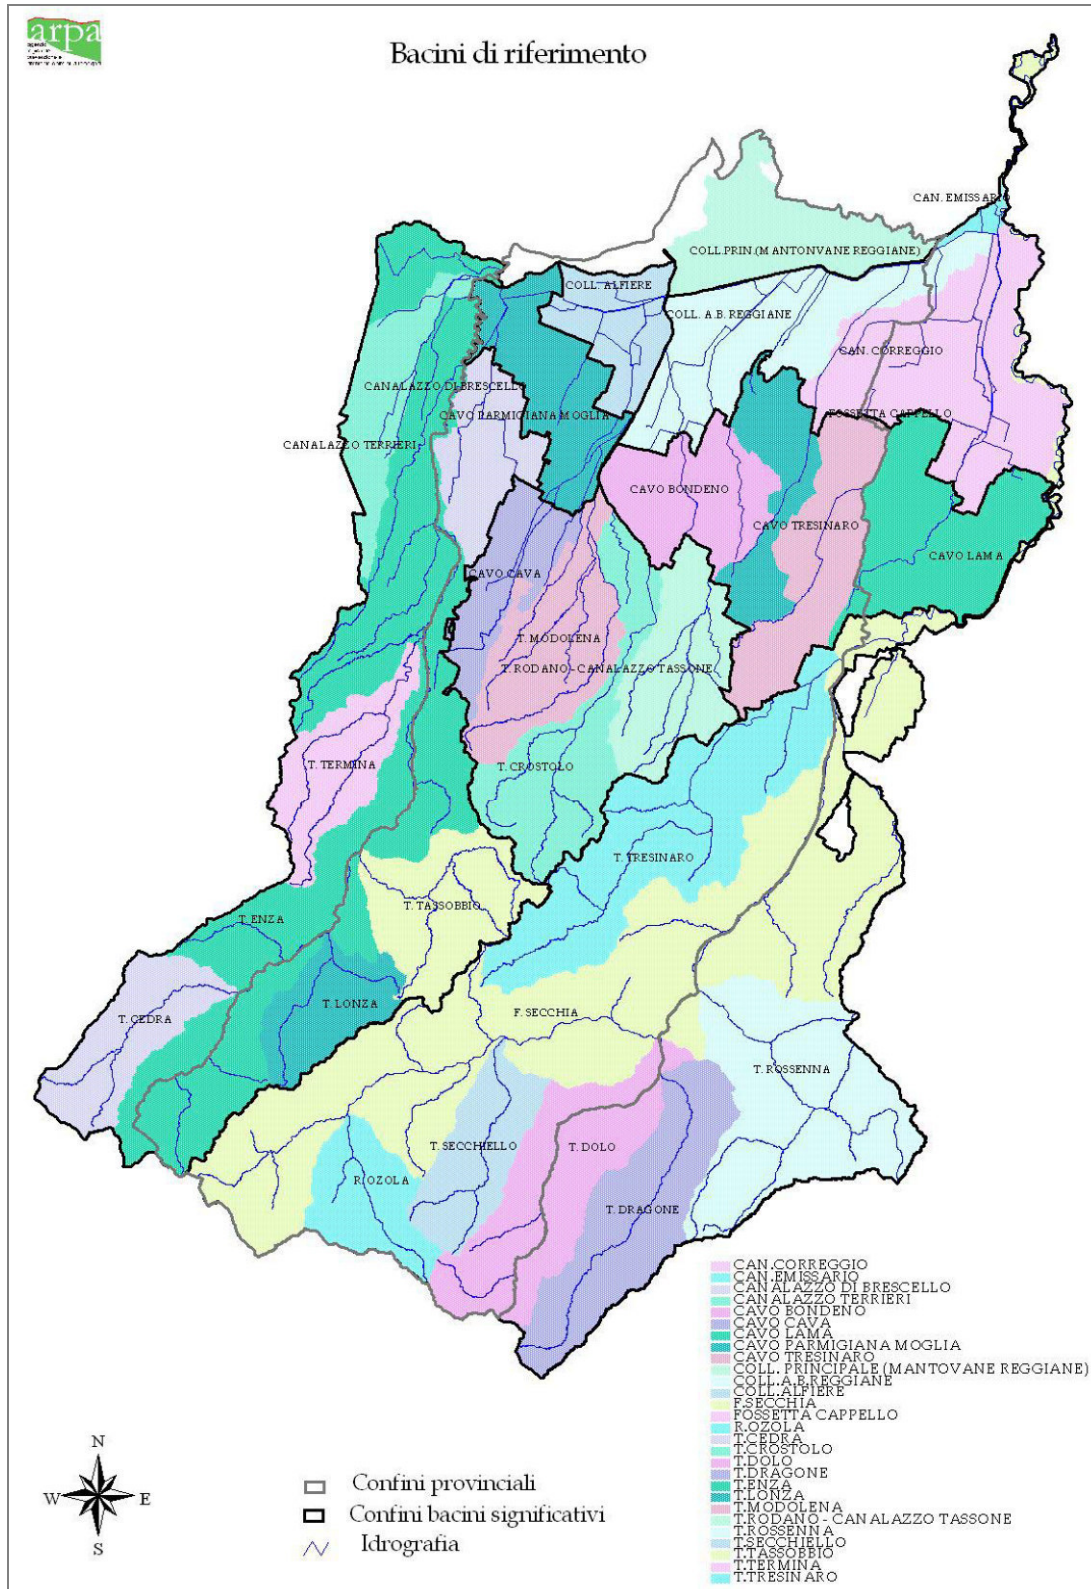 arpa
Bacini di riferimento
CAN. EMISSARIO
COLL.PRIN.(MANTONVANE REGGIANE)
COLL. ALFIERE
COLL. A.B. REGGIANE
CAN. CORREGGIO
CANALAZZO DI BRESCELLO
CAVO PARMIGIANA MOGLIA
FOSSETTA CAPPELLO
CANALAZZO TERRIERI
CAVO BONDENO
CAVO TRESINARO
CAVO LAMA
CAVO CAVA
T. MODOLENA
T. RODANO - CANALAZZO TASSONE
T. TERMINA
T. CROSTOLO
T. TRESINARO
T. TASSOBBIO
T. ENZA
T. LONZA
F. SECCHIA
T. CEDRA
T. ROSSENNA
T. SECCHIELLO
T. DOLO
R.OZOLA
T. DRAGONE
CAN.CORREGGIO
CAN.EMISSARIO
CANALAZZO DI BRESCELLO
CANALAZZO TERRIERI
CAVO BONDENO
CAVO CAVA
CAVO LAMA
CAVO PARMIGIANA MOGLIA
CAVO TRESINARO
COLL. PRINCIPALE (MANTOVANE REGGIANE)
COLL.A.B.REGGIANE
COLL.ALFIERE
F.SECCHIA
FOSSETTA CAPPELLO
R.OZOLA
T.CEDRA
T.CROSTOLO
T.DOLO
T.DRAGONE
T.ENZA
T.LONZA
T.MODOLENA
T.RODANO - CANALAZZO TASSONE
T.ROSSENNA
T.SECCHIELLO
T.TASSOBBIO
T.TERMINA
T.TRESINARO
N
W E
S
Confini provinciali
Confini bacini significativi
Idrografia